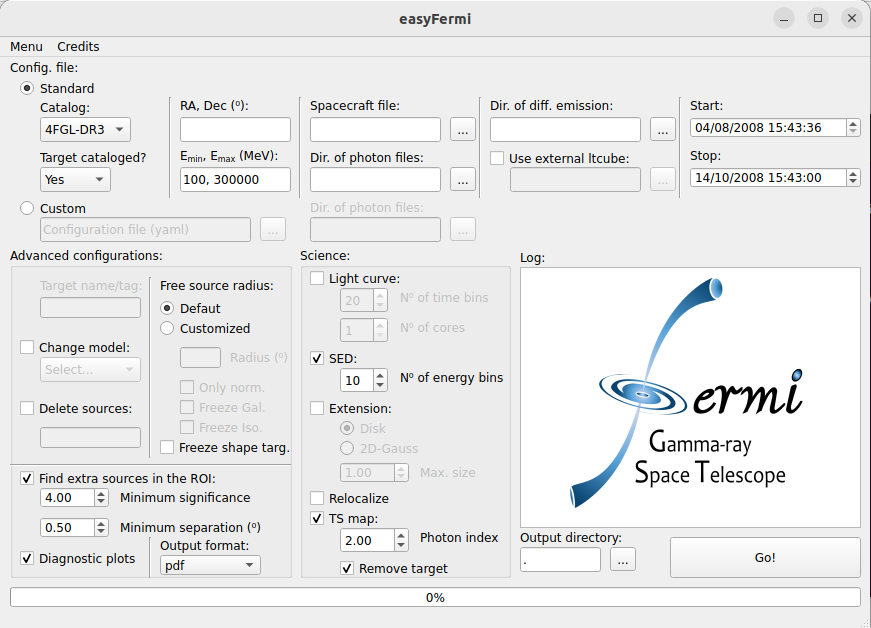 easyFermi
Menu Credits
Config. file:
Standard
Catalog:
4FGL-DR3
Target cataloged?
Yes
RA, Dec (º):
Emin, Emax (MeV):
100, 300000
Spacecraft file:
...
Dir. of photon files:
...
Dir. of diff. emission:
...
Use external ltcube:
...
Start:
04/08/2008 15:43:36
Stop:
14/10/2008 15:43:00
Custom
Configuration file (yaml)
...
Dir. of photon files:
...
Advanced configurations:
Target name/tag:
Change model:
Select...
Delete sources:
Free source radius:
Defaut
Customized
Radius (º)
Only norm.
Freeze Gal.
Freeze Iso.
Freeze shape targ.
Find extra sources in the ROI:
4.00 Minimum significance
0.50 Minimum separation (º)
Diagnostic plots
Output format:
pdf
Science:
Light curve:
20 Nº of time bins
1 Nº of cores
SED:
10 Nº of energy bins
Extension:
Disk
2D-Gauss
1.00 Max. size
Relocalize
TS map:
2.00 Photon index
Remove target
Log:
Fermi
Gamma-ray
Space Telescope
Output directory:
. ...
Go!
0%